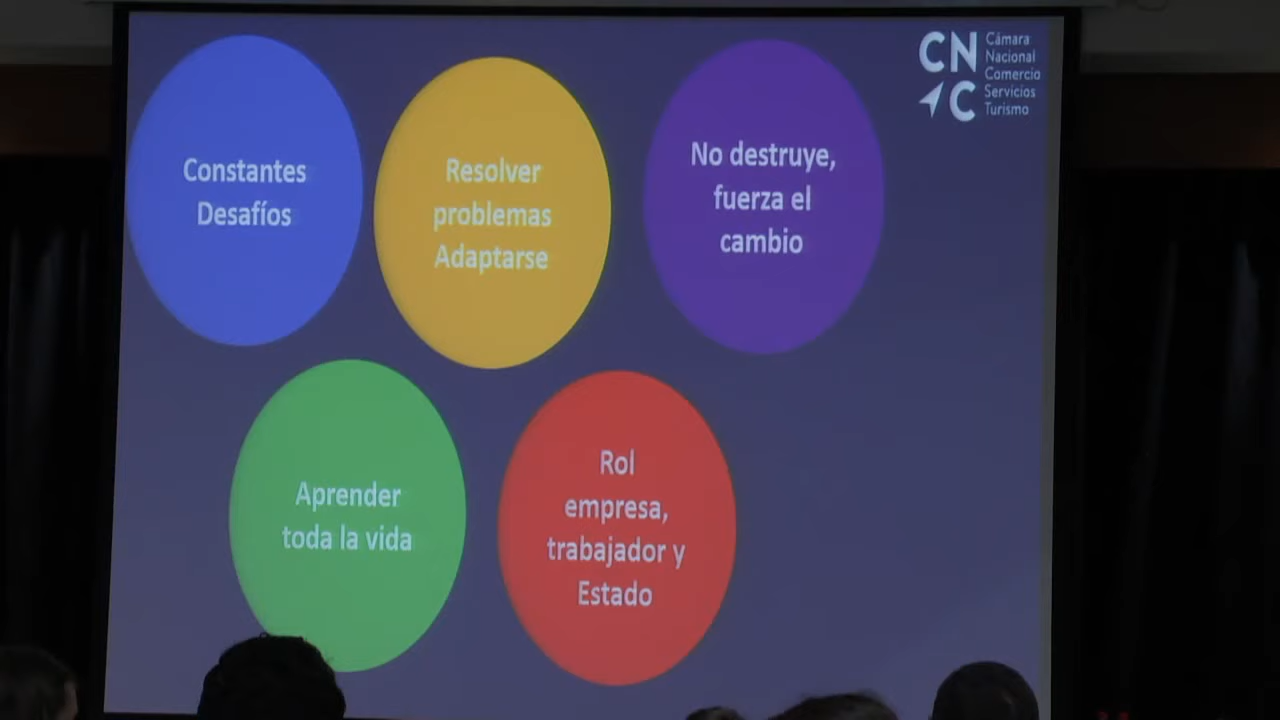 Constantes
Desafíos
Resolver
problemas
Adaptarse
No destruye,
fuerza el
cambio
CN
C
Cámara
Nacional
Comercio
Servicios
Turismo
Aprender
toda la vida
Rol
empresa,
trabajador y
Estado